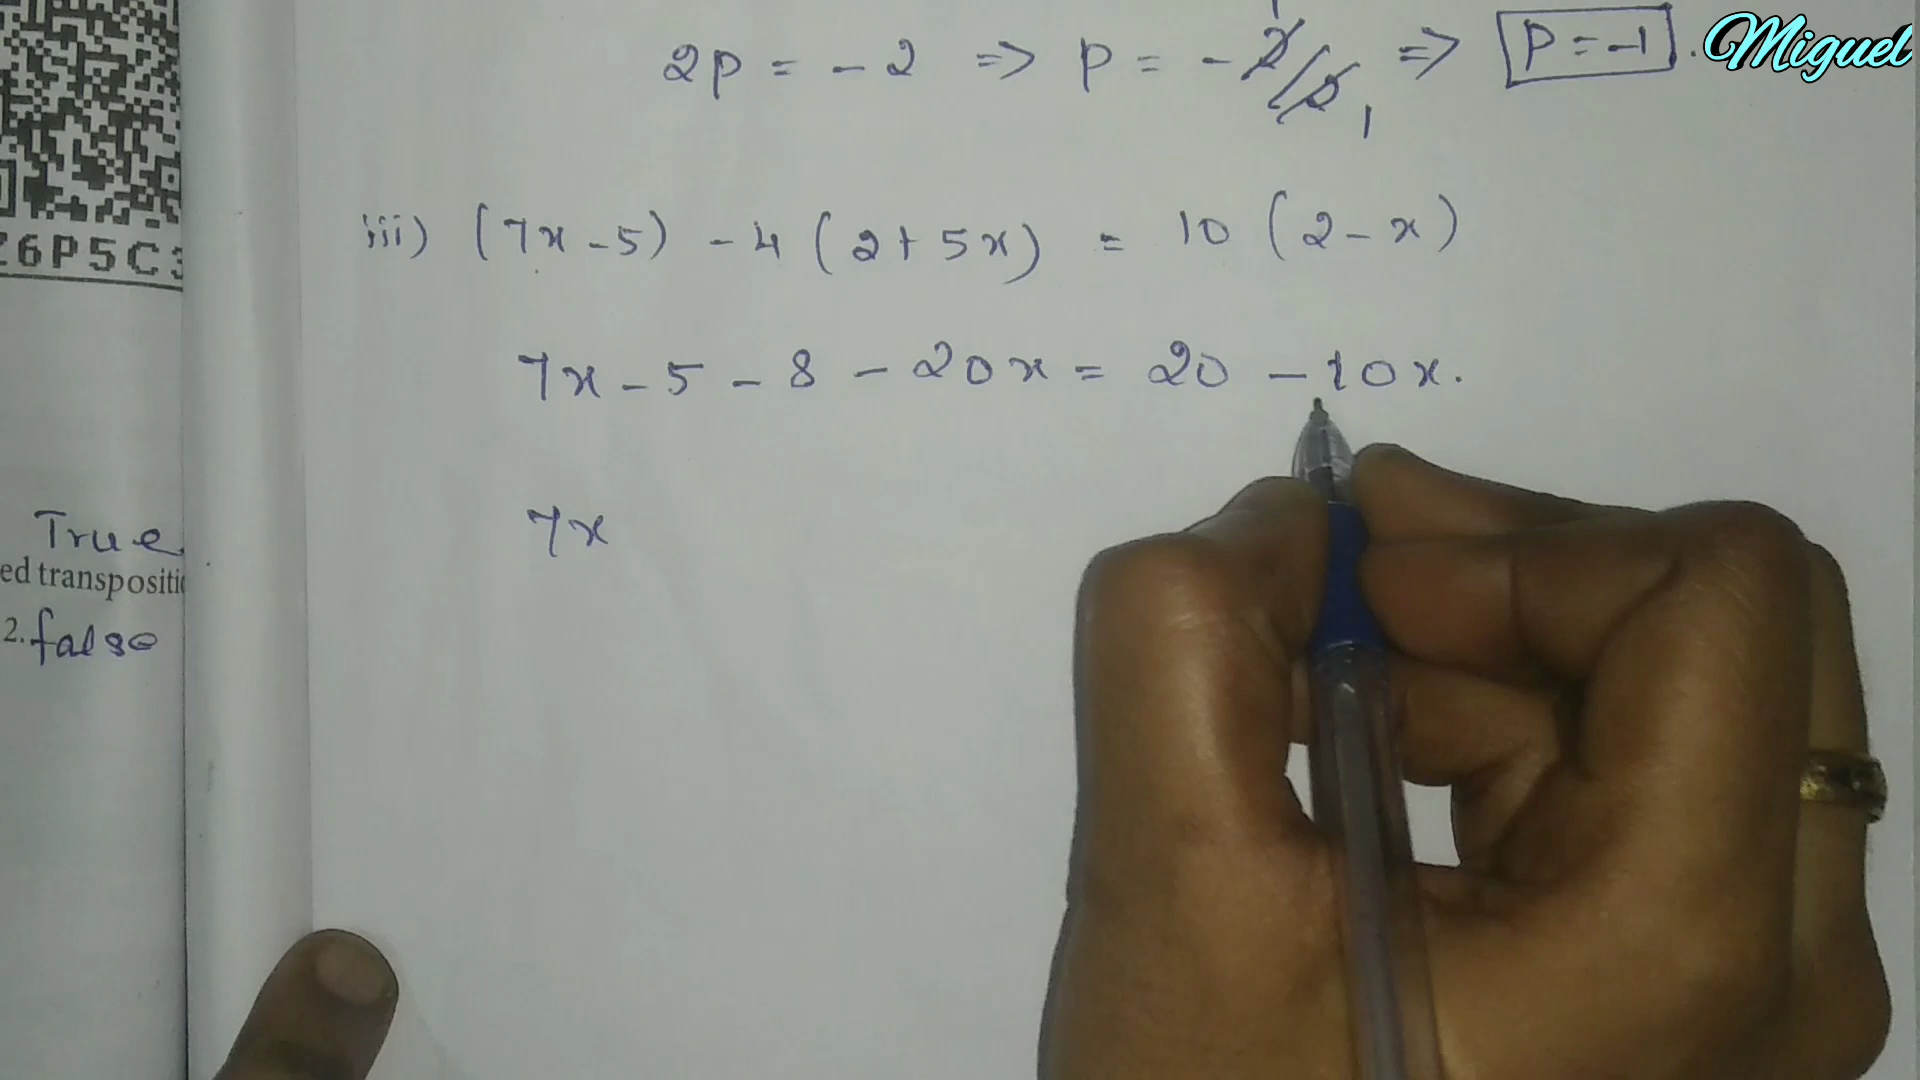 2p = -2 => p = -2/2 => p = -1.
Miguel
iii) (7x - 5) - 4 (2 + 5x) = 10 (2 - x)
7x - 5 - 8 - 20x = 20 - 10x.
7x
Z6P5C
True
ed transpositi
2. false